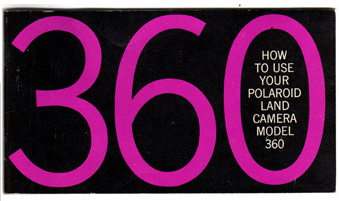 360
HOW
TO USE
YOUR
POLAROID
LAND
CAMERA
MODEL
360